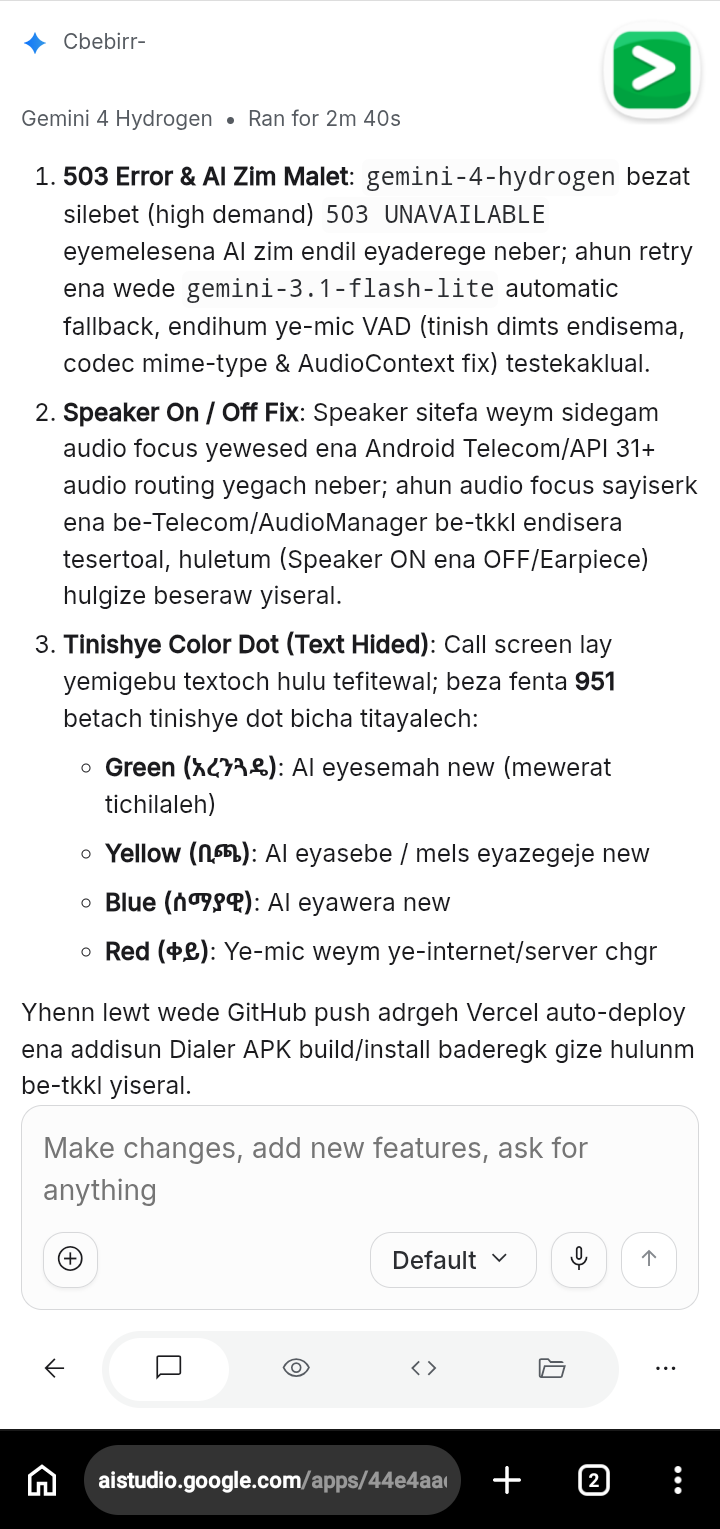 Cbebirr-
Gemini 4 Hydrogen • Ran for 2m 40s
1. 503 Error & AI Zim Malet: gemini-4-hydrogen bezat
silebet (high demand) 503 UNAVAILABLE
eyemelesena AI zim endil eyaderege neber; ahun retry
ena wede gemini-3.1-flash-lite automatic
fallback, endihum ye-mic VAD (tinish dimts endisema,
codec mime-type & AudioContext fix) testekaklual.
2. Speaker On / Off Fix: Speaker sitefa weym sidegam
audio focus yewesed ena Android Telecom/API 31+
audio routing yegach neber; ahun audio focus sayiserk
ena be-Telecom/AudioManager be-tkkl endisera
tesertoal, huletum (Speaker ON ena OFF/Earpiece)
hulgize beseraw yiseral.
3. Tinishye Color Dot (Text Hided): Call screen lay
yemigebu textoch hulu tefitewal; beza fenta 951
betach tinishye dot bicha titayalech:
◦ Green (አረንጓዴ): AI eyesemah new (mewerat
tichilaleh)
◦ Yellow (ቢጫ): AI eyasebe / mels eyazegeje new
◦ Blue (ሰማያዊ): AI eyawera new
◦ Red (ቀይ): Ye-mic weym ye-internet/server chgr
Yhenn lewt wede GitHub push adrgeh Vercel auto-deploy
ena addisun Dialer APK build/install baderegk gize hulunm
be-tkkl yiseral.
Make changes, add new features, ask for
anything
Default
aistudio.google.com/apps/44e4aa
2